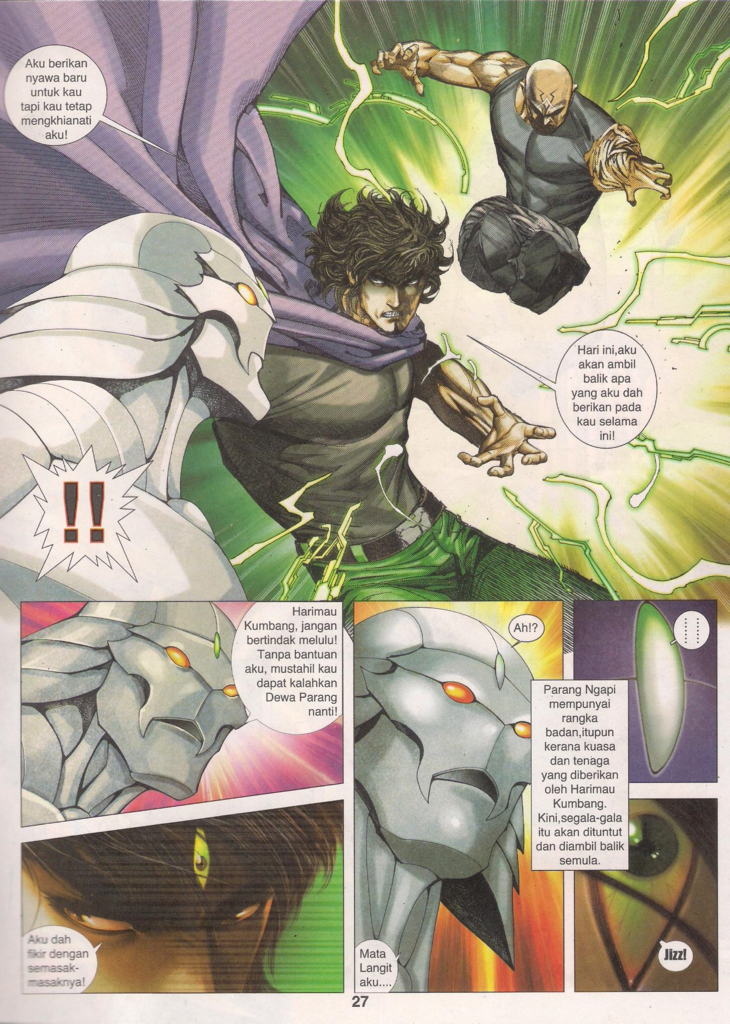 Aku berikan
nyawa baru
untuk kau
tapi kau tetap
mengkhianati
aku!
Hari ini,aku
akan ambil
balik apa
yang aku dah
berikan pada
kau selama
ini!
!!
Harimau
Kumbang, jangan
bertindak melulu!
Tanpa bantuan
aku, mustahil kau
dapat kalahkan
Dewa Parang
nanti!
Aku dah
fikir dengan
semasak-
masaknya!
Ah!?
Mata
Langit
aku....
Parang Ngapi
mempunyai
rangka
badan,itupun
kerana kuasa
dan tenaga
yang diberikan
oleh Harimau
Kumbang.
Kini,segala-gala
itu akan dituntut
dan diambil balik
semula.
Jizz!
27